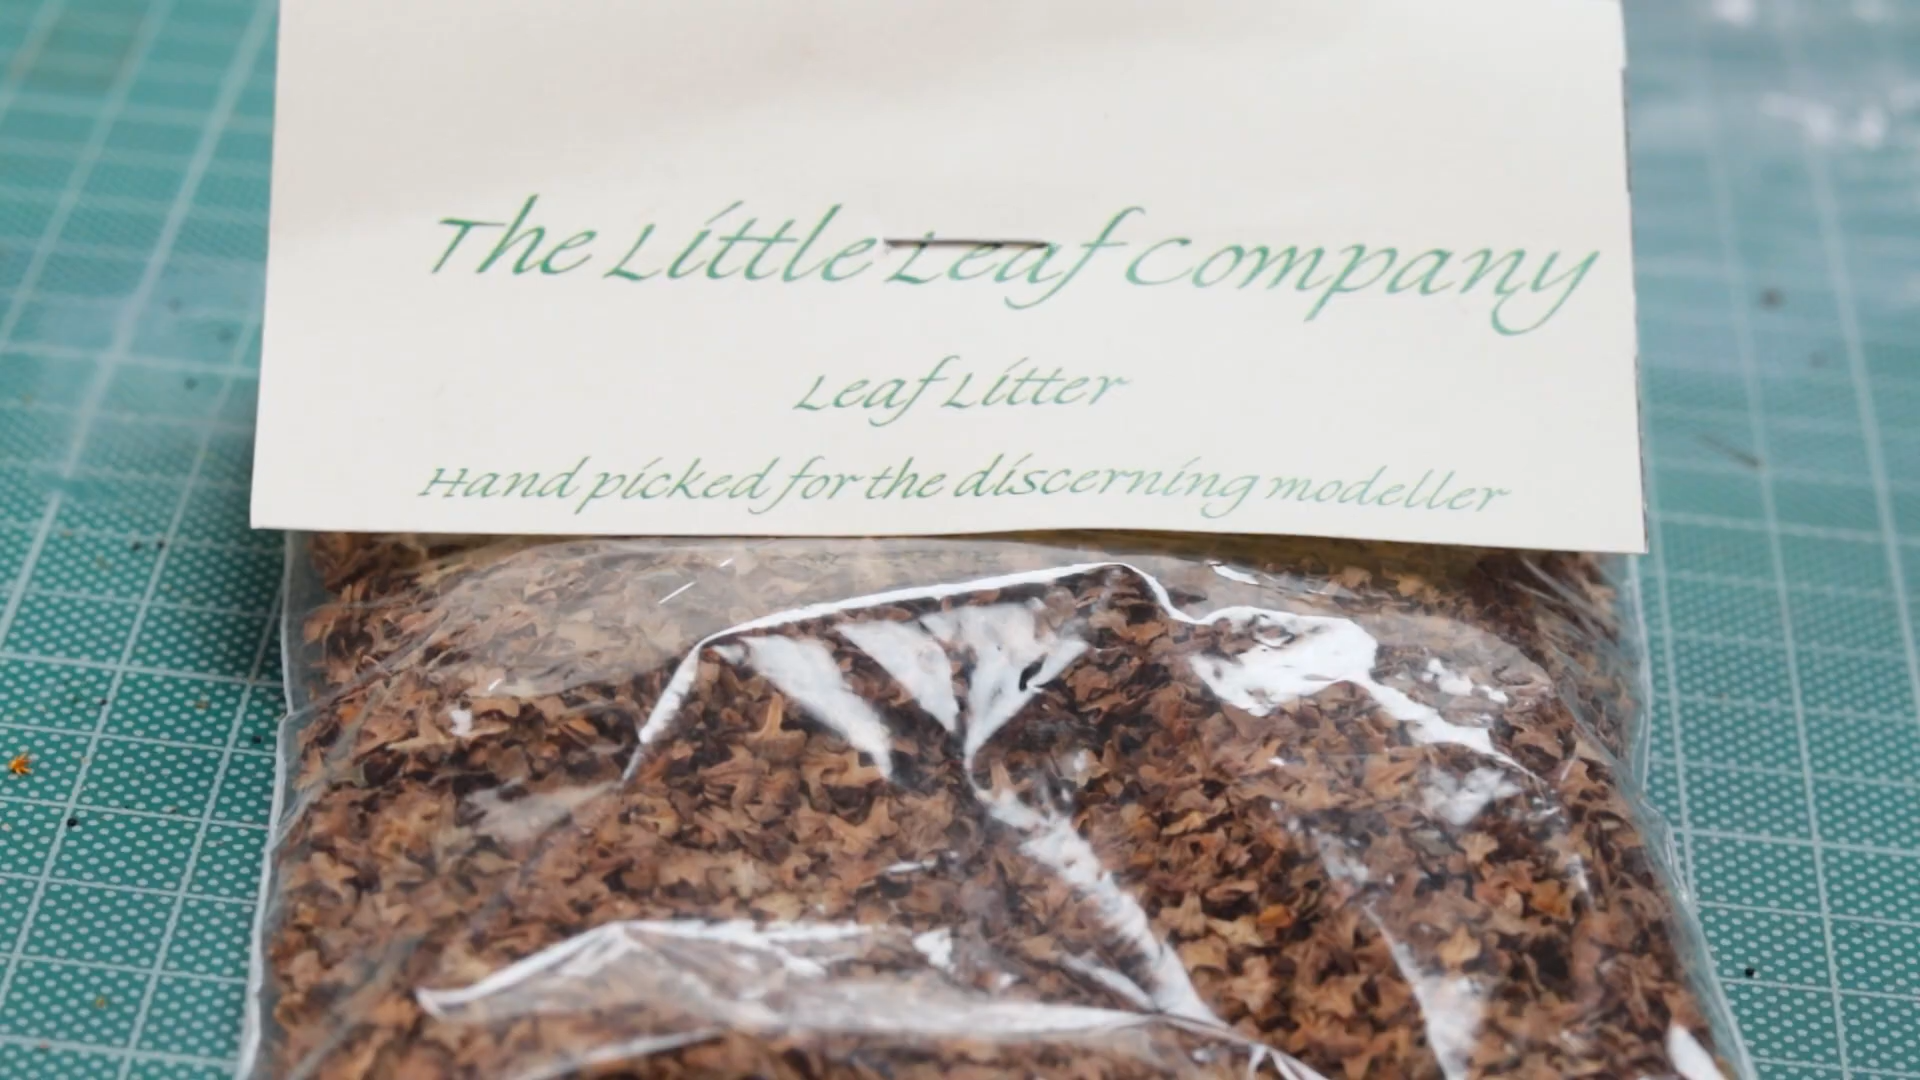 The Little Leaf Company
Leaf Litter
Hand picked for the discerning modeller